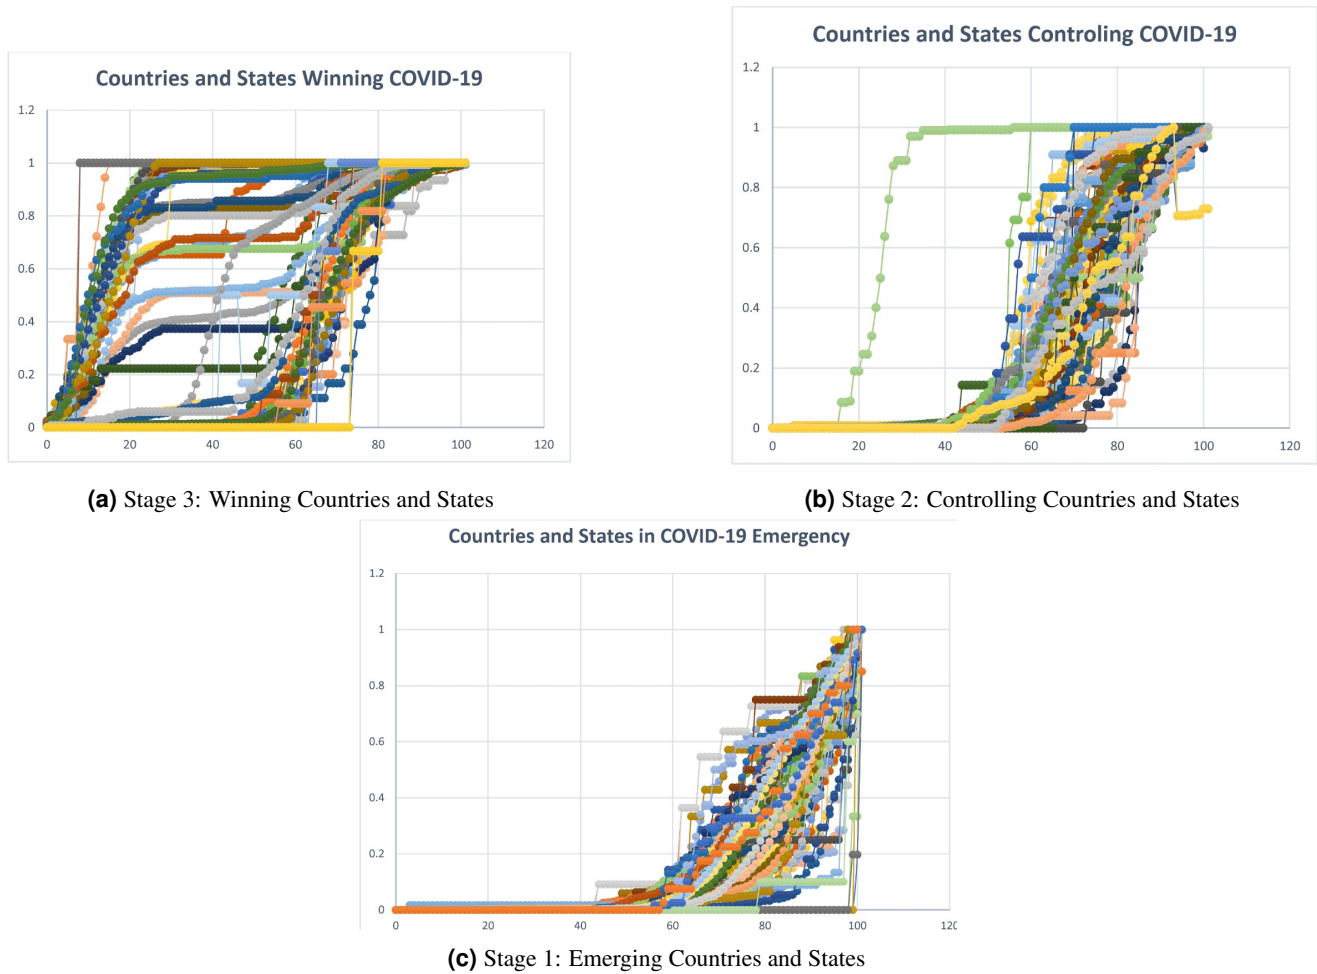 Countries and States Winning COVID-19
1.2
1
0.8
0.6
0.4
0.2
0
0 20 40 60 80 100 120
(a) Stage 3: Winning Countries and States
Countries and States Controling COVID-19
1.2
1
0.8
0.6
0.4
0.2
0
0 20 40 60 80 100 120
(b) Stage 2: Controlling Countries and States
Countries and States in COVID-19 Emergency
1.2
1
0.8
0.6
0.4
0.2
0
0 20 40 60 80 100 120
(c) Stage 1: Emerging Countries and States